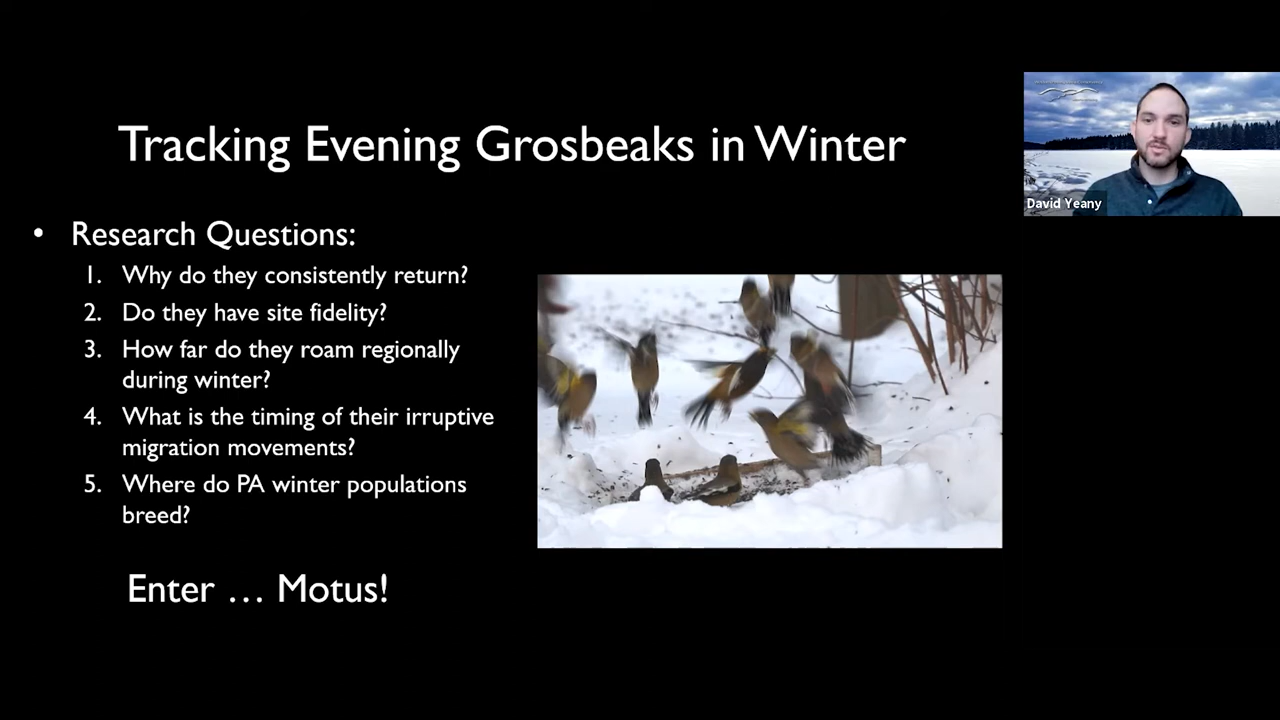 Tracking Evening Grosbeaks in Winter
David Yeany
• Research Questions:
1. Why do they consistently return?
2. Do they have site fidelity?
3. How far do they roam regionally
during winter?
4. What is the timing of their irruptive
migration movements?
5. Where do PA winter populations
breed?
Enter … Motus!